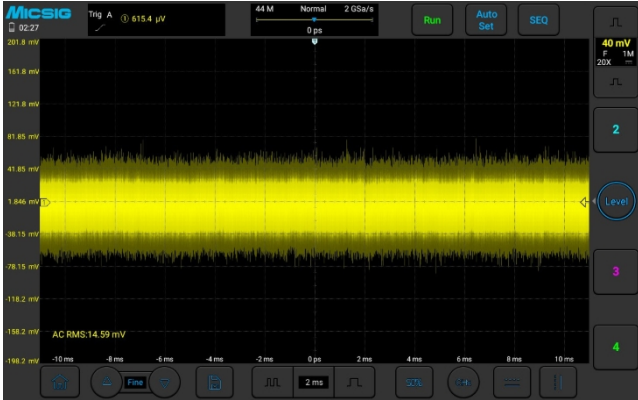 MICSIG
02:27
Trig A ① 615.4 µV
44 M Normal 2 GSa/s
0 ps
Run
Auto Set
SEQ
40 mV
F 1M
20X
201.8 mV
161.8 mV
121.8 mV
81.85 mV
41.85 mV
1.846 mV
-38.15 mV
-78.15 mV
-118.2 mV
-158.2 mV
-198.2 mV
2
Level
3
4
AC RMS:14.59 mV
-10 ms -8 ms -6 ms -4 ms -2 ms 0 ps 2 ms 4 ms 6 ms 8 ms 10 ms
Fine
2 ms
50%